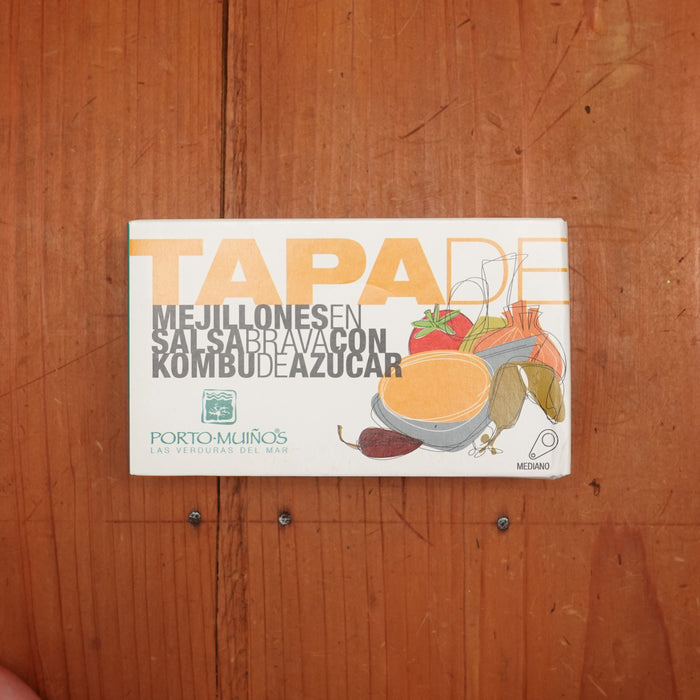 TAPADE
MEJILLONESEN
SALSABRAVACON
KOMBUDEAZUCAR
PORTO·MUIÑOS®
LAS VERDURAS DEL MAR
MEDIANO